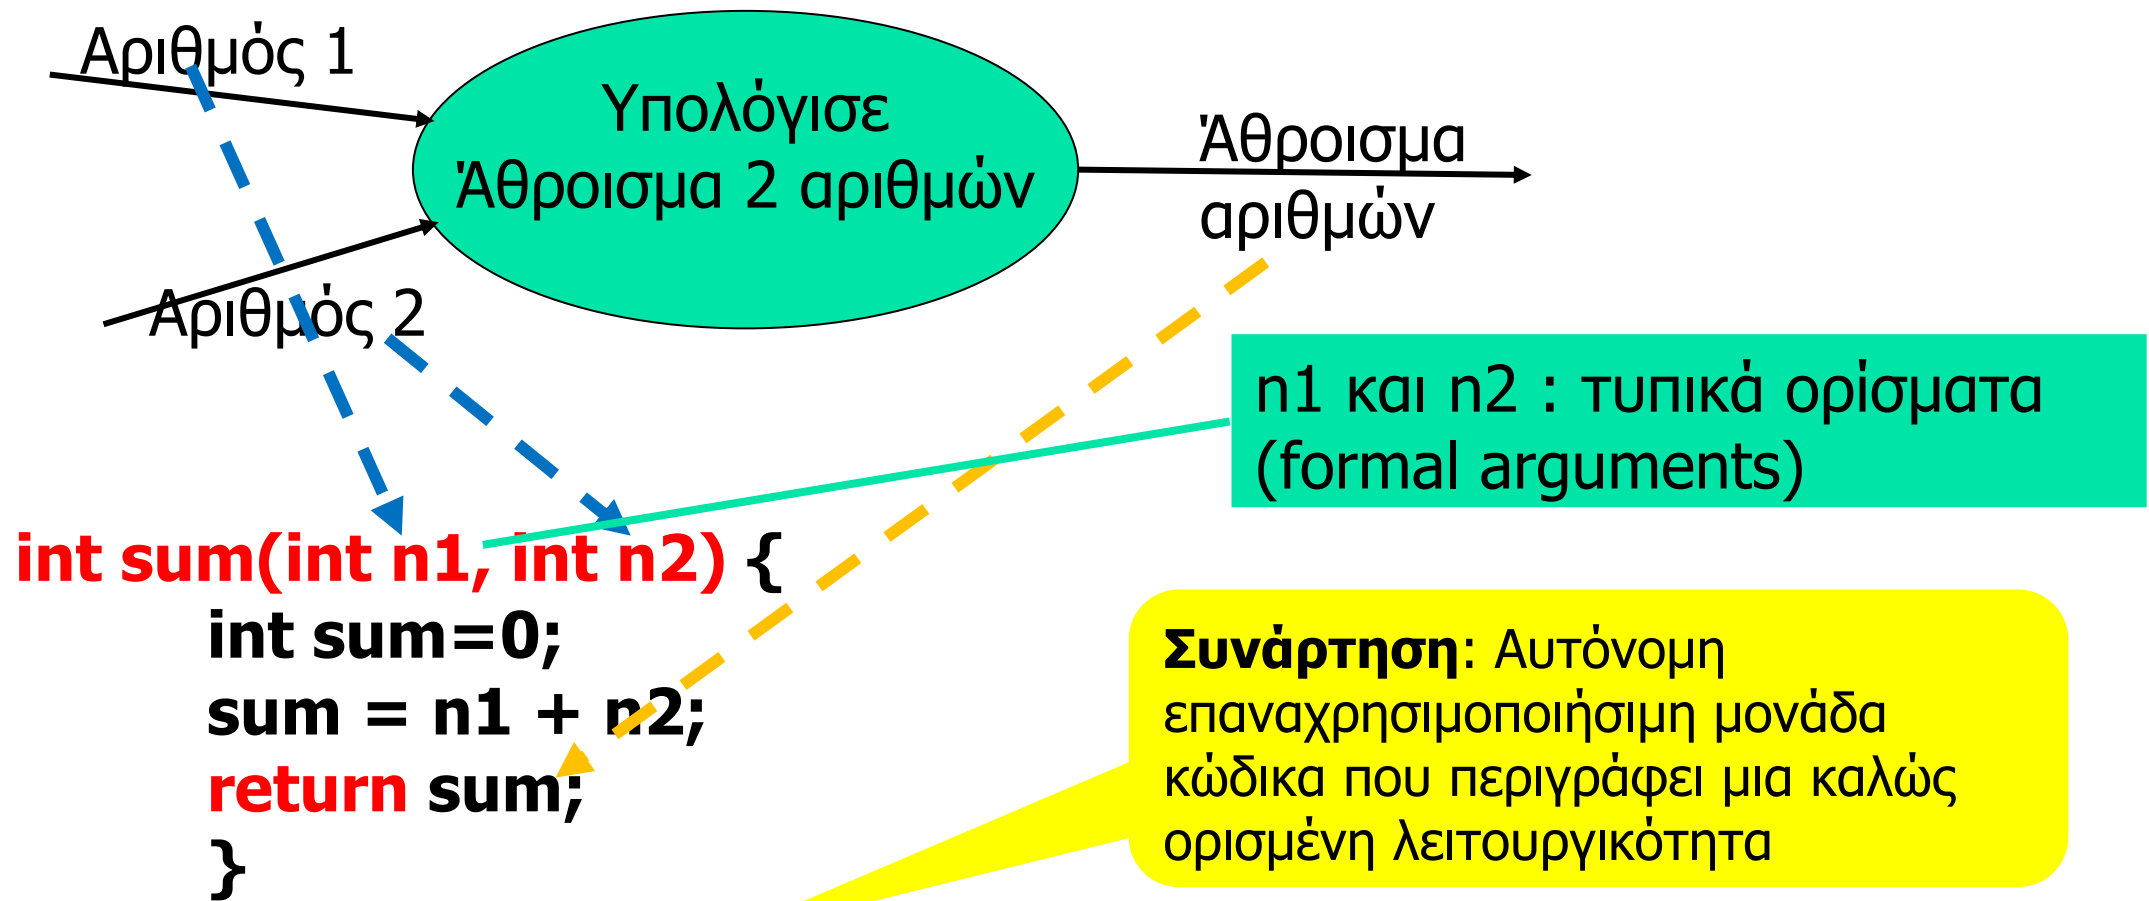 Αριθμός 1
Υπολόγισε
Άθροισμα 2 αριθμών
Άθροισμα
αριθμών
Αριθμός 2
n1 και n2 : τυπικά ορίσματα
(formal arguments)
int sum(int n1, int n2) {
int sum=0;
sum = n1 + n2;
return sum;
}
Συνάρτηση: Αυτόνομη
επαναχρησιμοποιήσιμη μονάδα
κώδικα που περιγράφει μια καλώς
ορισμένη λειτουργικότητα